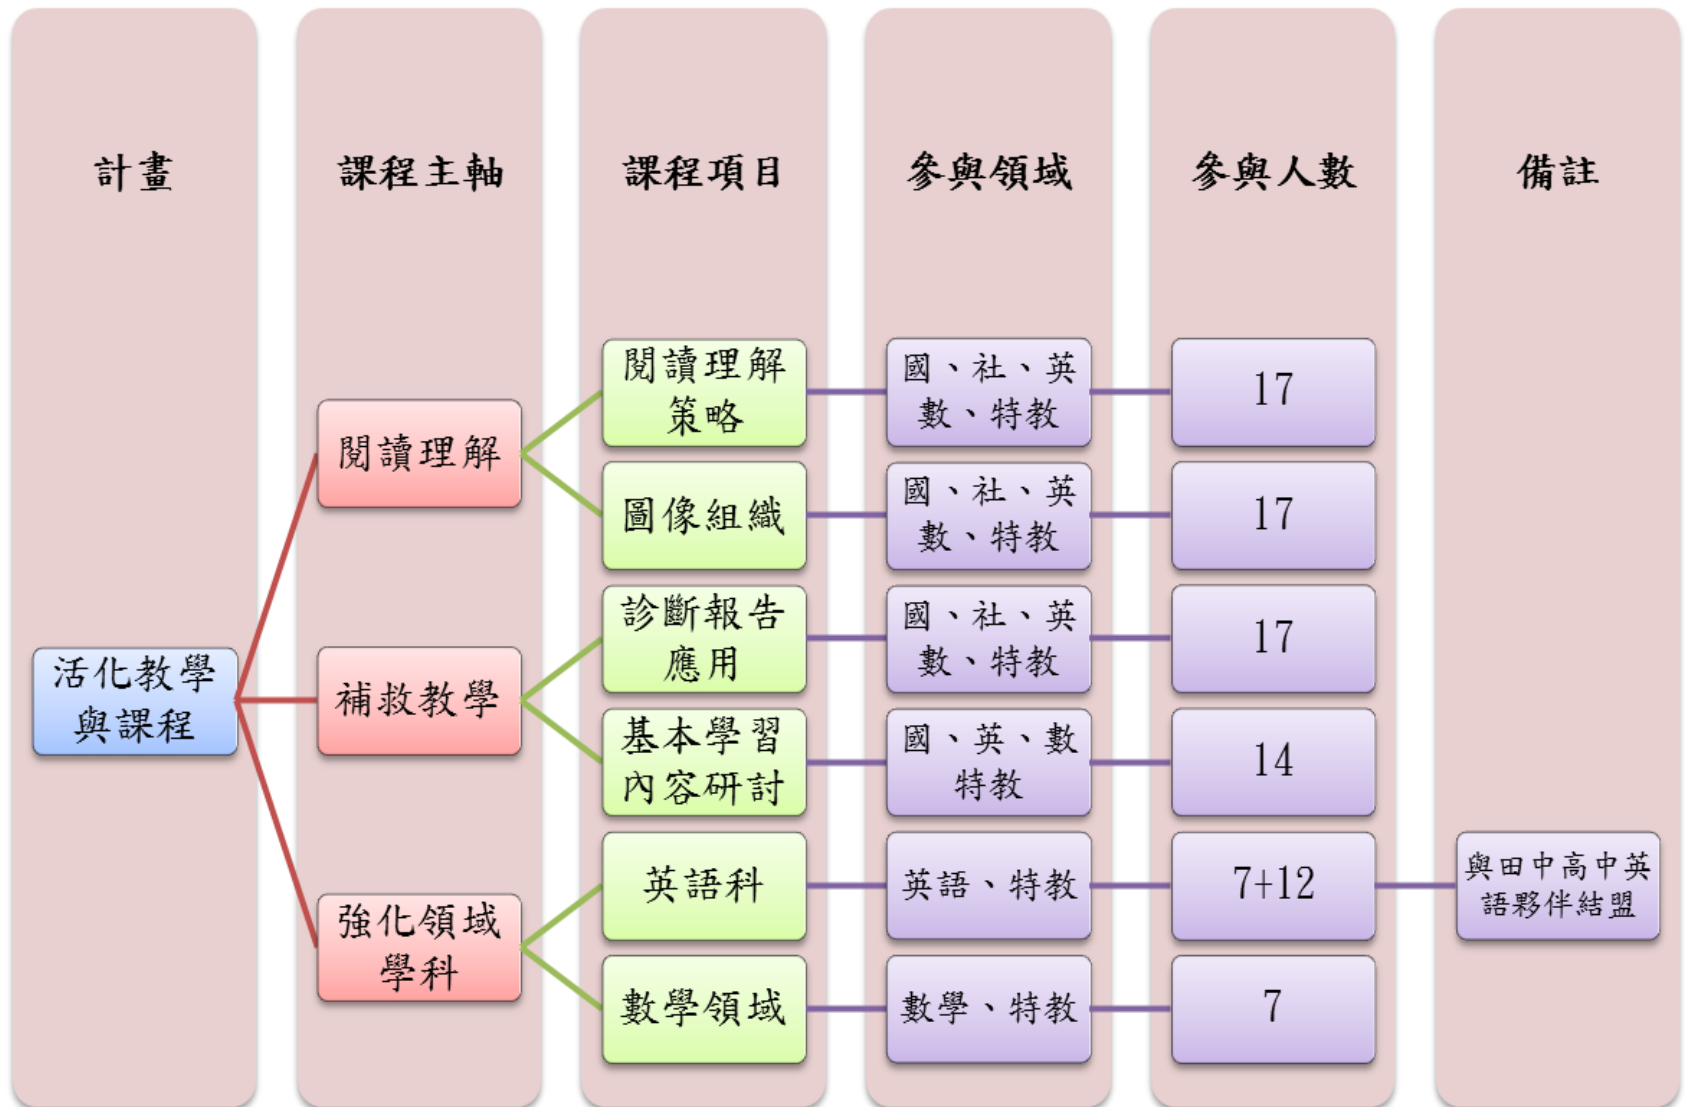 計畫
課程主軸
課程項目
參與領域
參與人數
備註
活化教學
與課程
閱讀理解
閱讀理解
策略
國、社、英
數、特教
17
圖像組織
國、社、英
數、特教
17
補救教學
診斷報告
應用
國、社、英
數、特教
17
基本學習
內容研討
國、英、數
特教
14
強化領域
學科
英語科
英語、特教
7+12
與田中高中英
語夥伴結盟
數學領域
數學、特教
7